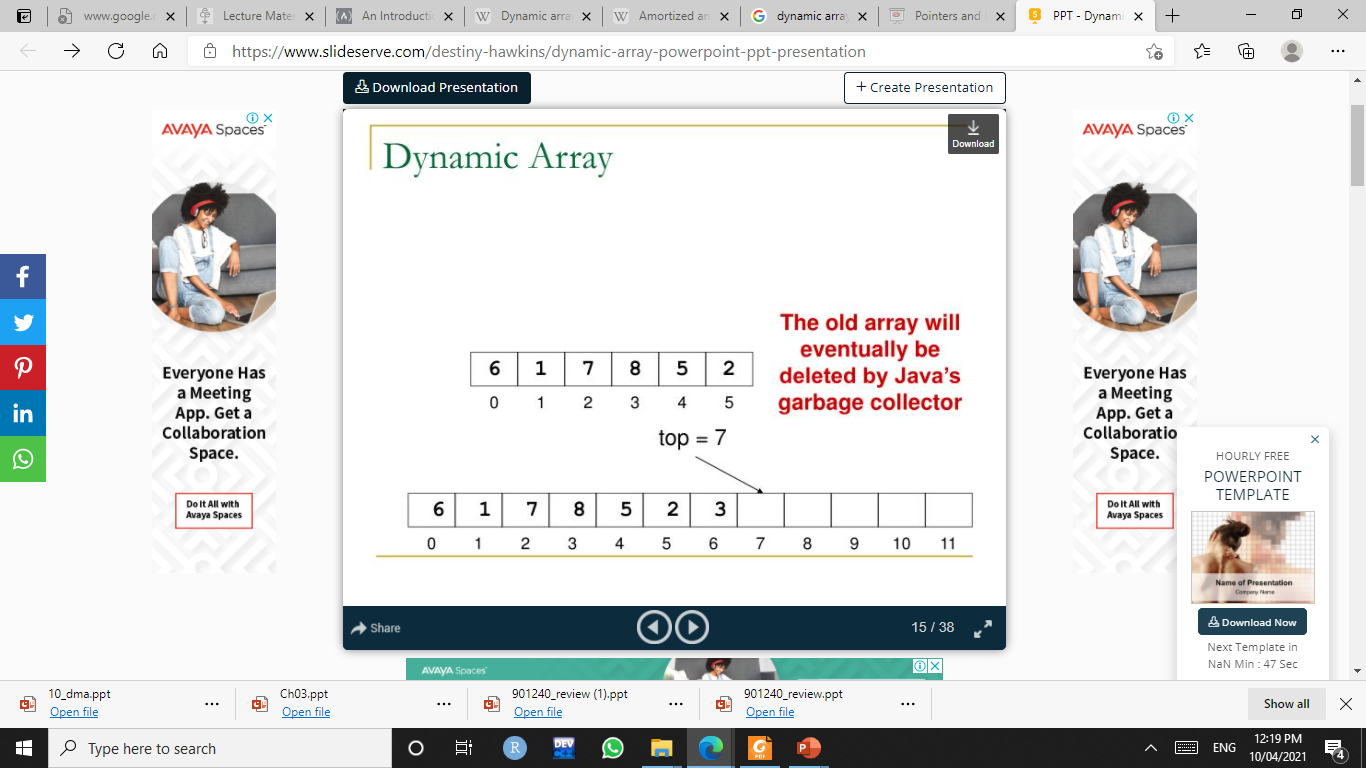 www.google.
Lecture Mate
An Introducti
Dynamic arra
Amortized an
dynamic array
Pointers and
PPT - Dynam
https://www.slideserve.com/destiny-hawkins/dynamic-array-powerpoint-ppt-presentation
Download Presentation
+ Create Presentation
AVAYA Spaces
Everyone Has
a Meeting
App. Get a
Collaboration
Space.
Do It All with
Avaya Spaces
Dynamic Array
Download
The old array will
eventually be
deleted by Java's
garbage collector
6 1 7 8 5 2
0 1 2 3 4 5
top = 7
6 1 7 8 5 2 3
0 1 2 3 4 5 6 7 8 9 10 11
Share
15 / 38
AVAYA Spaces
AVAYA Spaces
Everyone Has
a Meeting
App. Get a
Collaboratio
Space.
Do It All with
Avaya Spaces
HOURLY FREE
POWERPOINT
TEMPLATE
Name of Presentation
Company Name
Download Now
Next Template in
NaN Min : 47 Sec
10_dma.ppt
Open file
Ch03.ppt
Open file
901240_review (1).ppt
Open file
901240_review.ppt
Open file
Show all
Type here to search
R
DEV
PDF
P
ENG
12:19 PM
10/04/2021
4